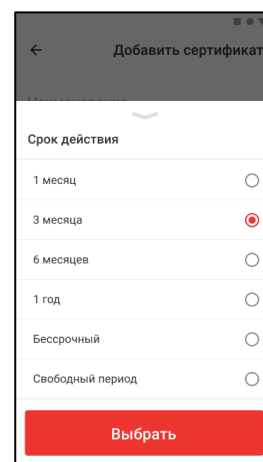 Добавить сертификат
Срок действия
1 месяц
3 месяца
6 месяцев
1 год
Бессрочный
Свободный период
Выбрать